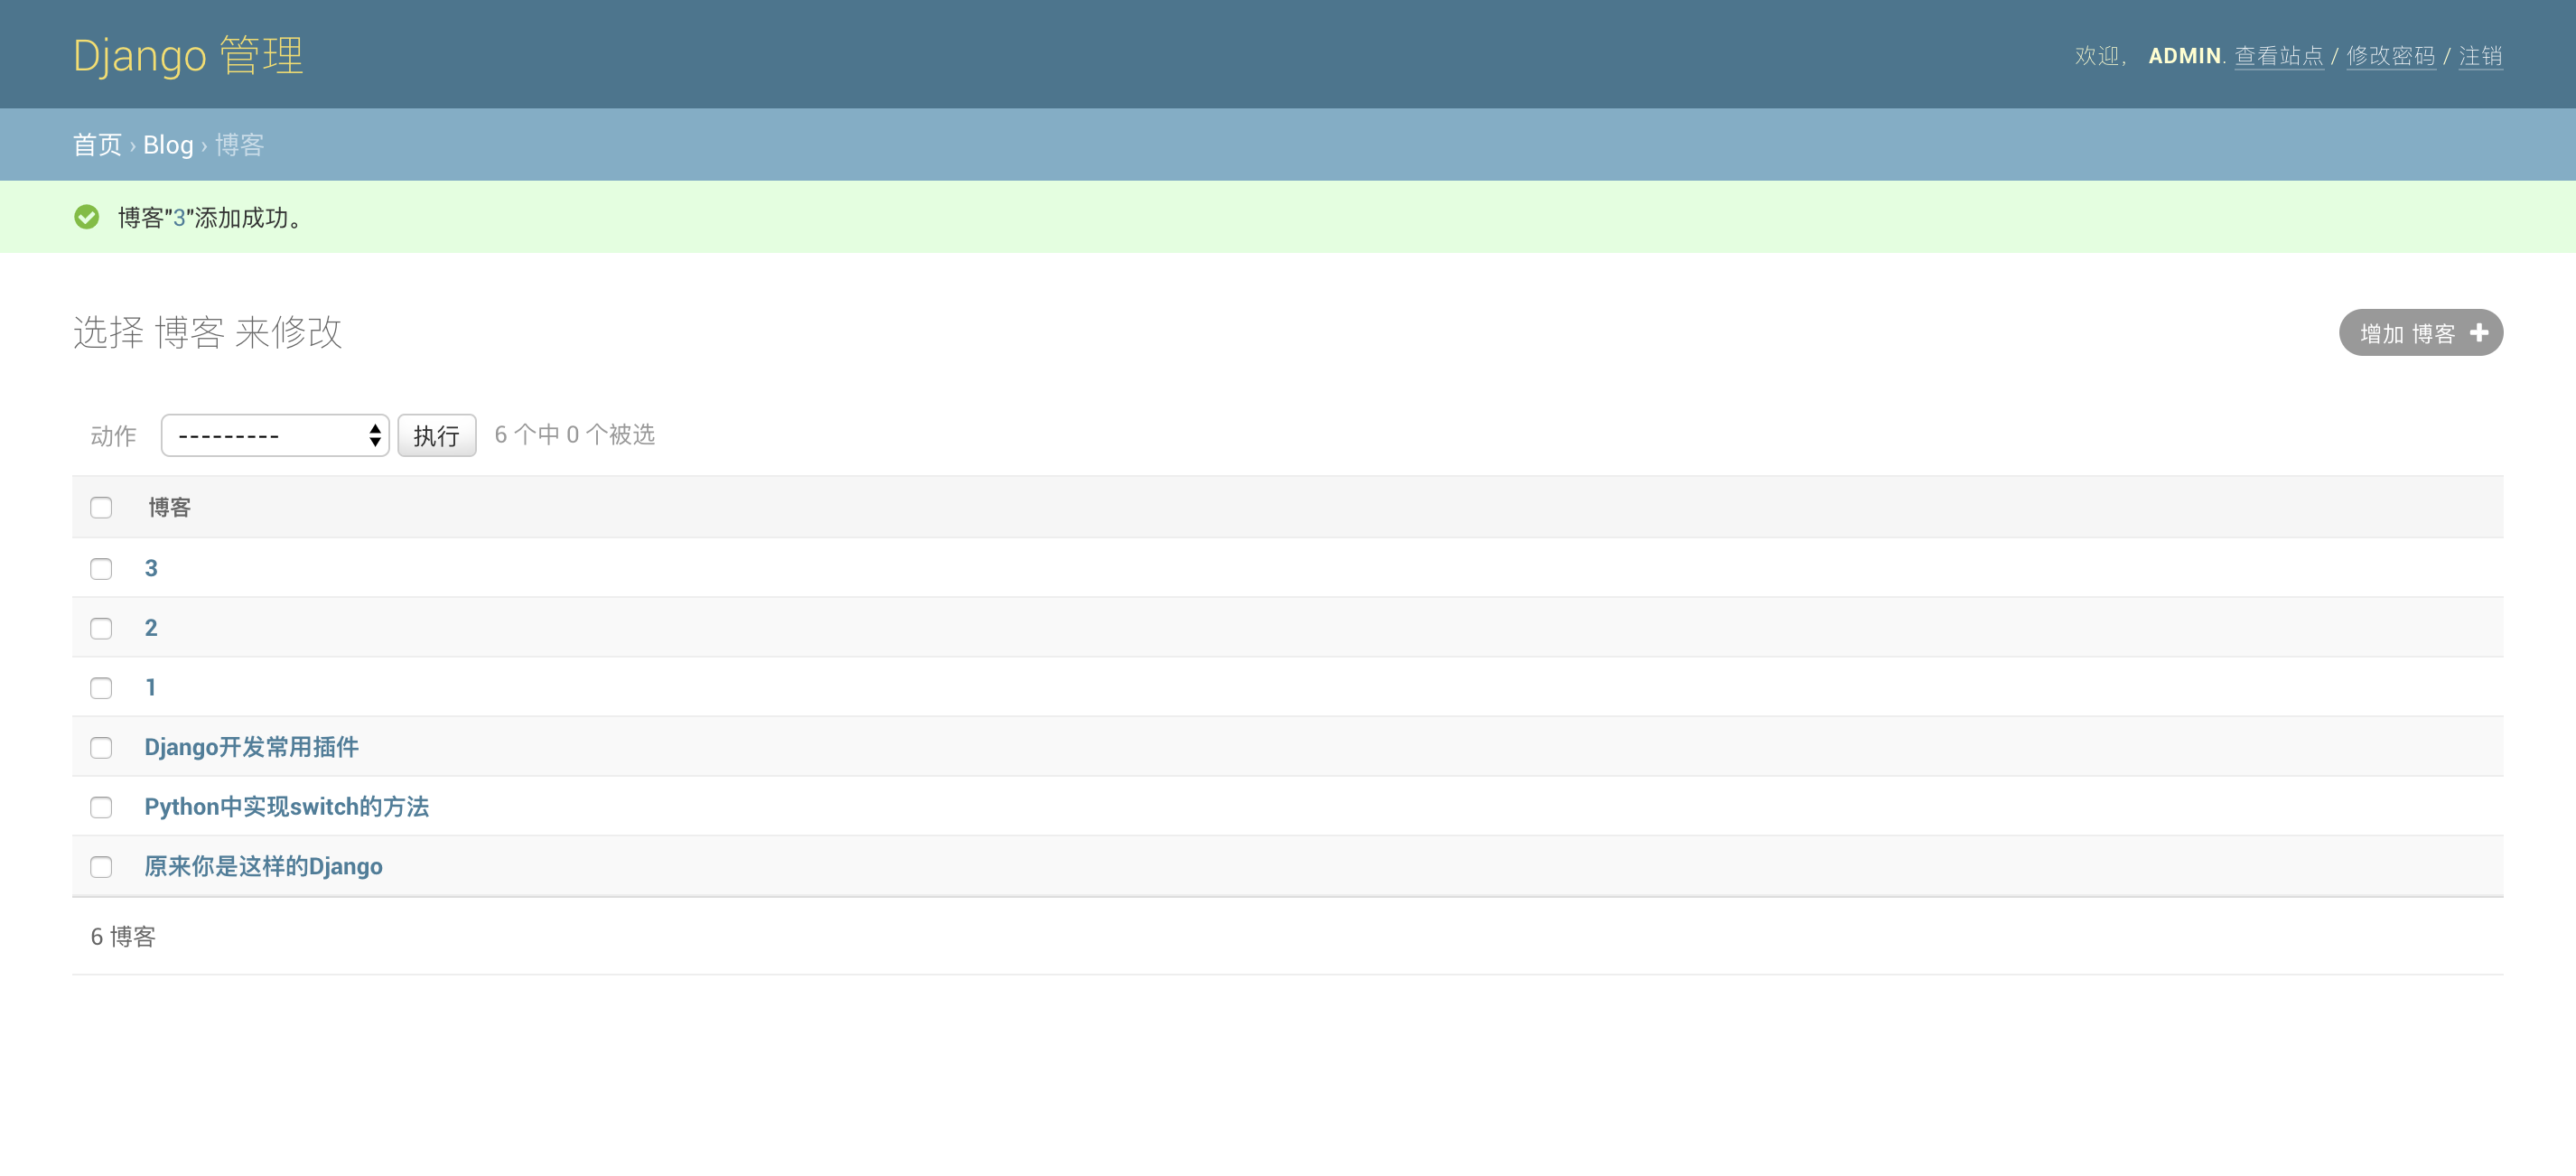 Django 管理
欢迎， ADMIN. 查看站点 / 修改密码 / 注销
首页 › Blog › 博客
博客"3"添加成功。
选择 博客 来修改
增加 博客
动作 --------- 执行 6 个中 0 个被选
博客
3
2
1
Django开发常用插件
Python中实现switch的方法
原来你是这样的Django
6 博客